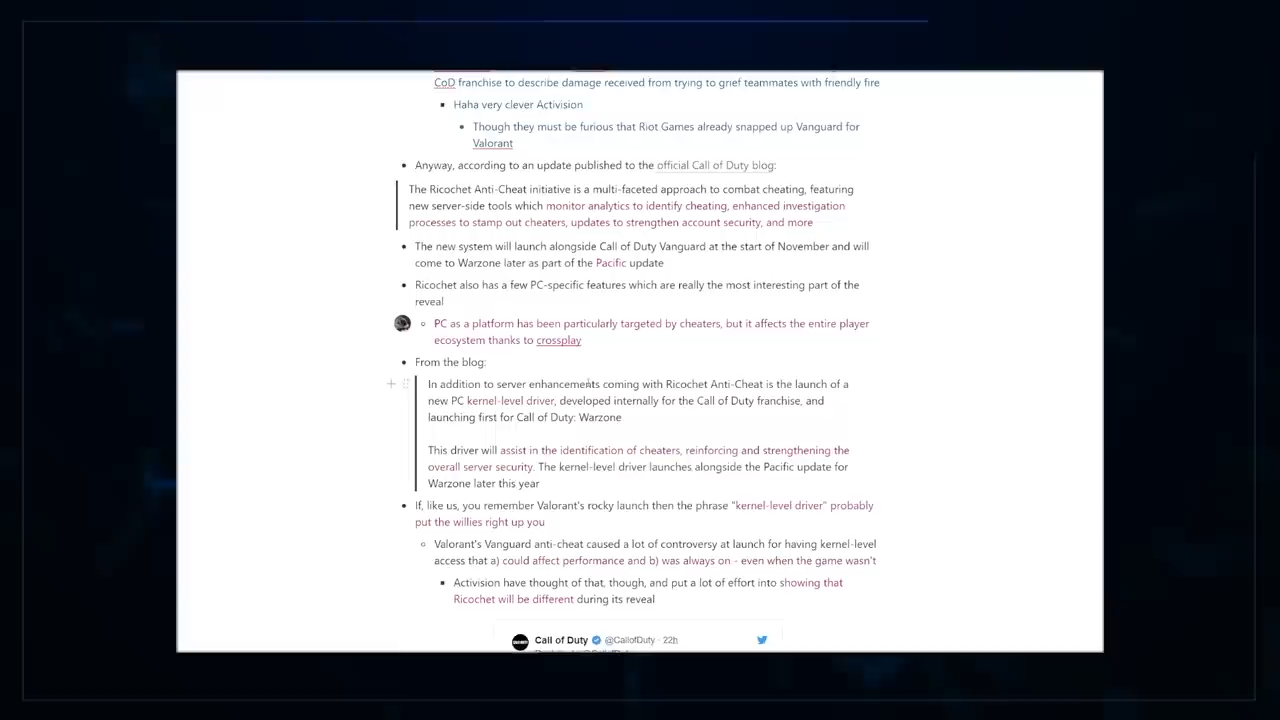 CoD franchise to describe damage received from trying to grief teammates with friendly fire
Haha very clever Activision
Though they must be furious that Riot Games already snapped up Vanguard for
Valorant
Anyway, according to an update published to the official Call of Duty blog:
The Ricochet Anti-Cheat initiative is a multi-faceted approach to combat cheating, featuring
new server-side tools which monitor analytics to identify cheating, enhanced investigation
processes to stamp out cheaters, updates to strengthen account security, and more
The new system will launch alongside Call of Duty Vanguard at the start of November and will
come to Warzone later as part of the Pacific update
Ricochet also has a few PC-specific features which are really the most interesting part of the
reveal
PC as a platform has been particularly targeted by cheaters, but it affects the entire player
ecosystem thanks to crossplay
From the blog:
In addition to server enhancements coming with Ricochet Anti-Cheat is the launch of a
new PC kernel-level driver, developed internally for the Call of Duty franchise, and
launching first for Call of Duty: Warzone
This driver will assist in the identification of cheaters, reinforcing and strengthening the
overall server security. The kernel-level driver launches alongside the Pacific update for
Warzone later this year
If, like us, you remember Valorant's rocky launch then the phrase "kernel-level driver" probably
put the willies right up you
Valorant's Vanguard anti-cheat caused a lot of controversy at launch for having kernel-level
access that a) could affect performance and b) was always on - even when the game wasn't
Activision have thought of that, though, and put a lot of effort into showing that
Ricochet will be different during its reveal
Call of Duty @CallofDuty · 22h